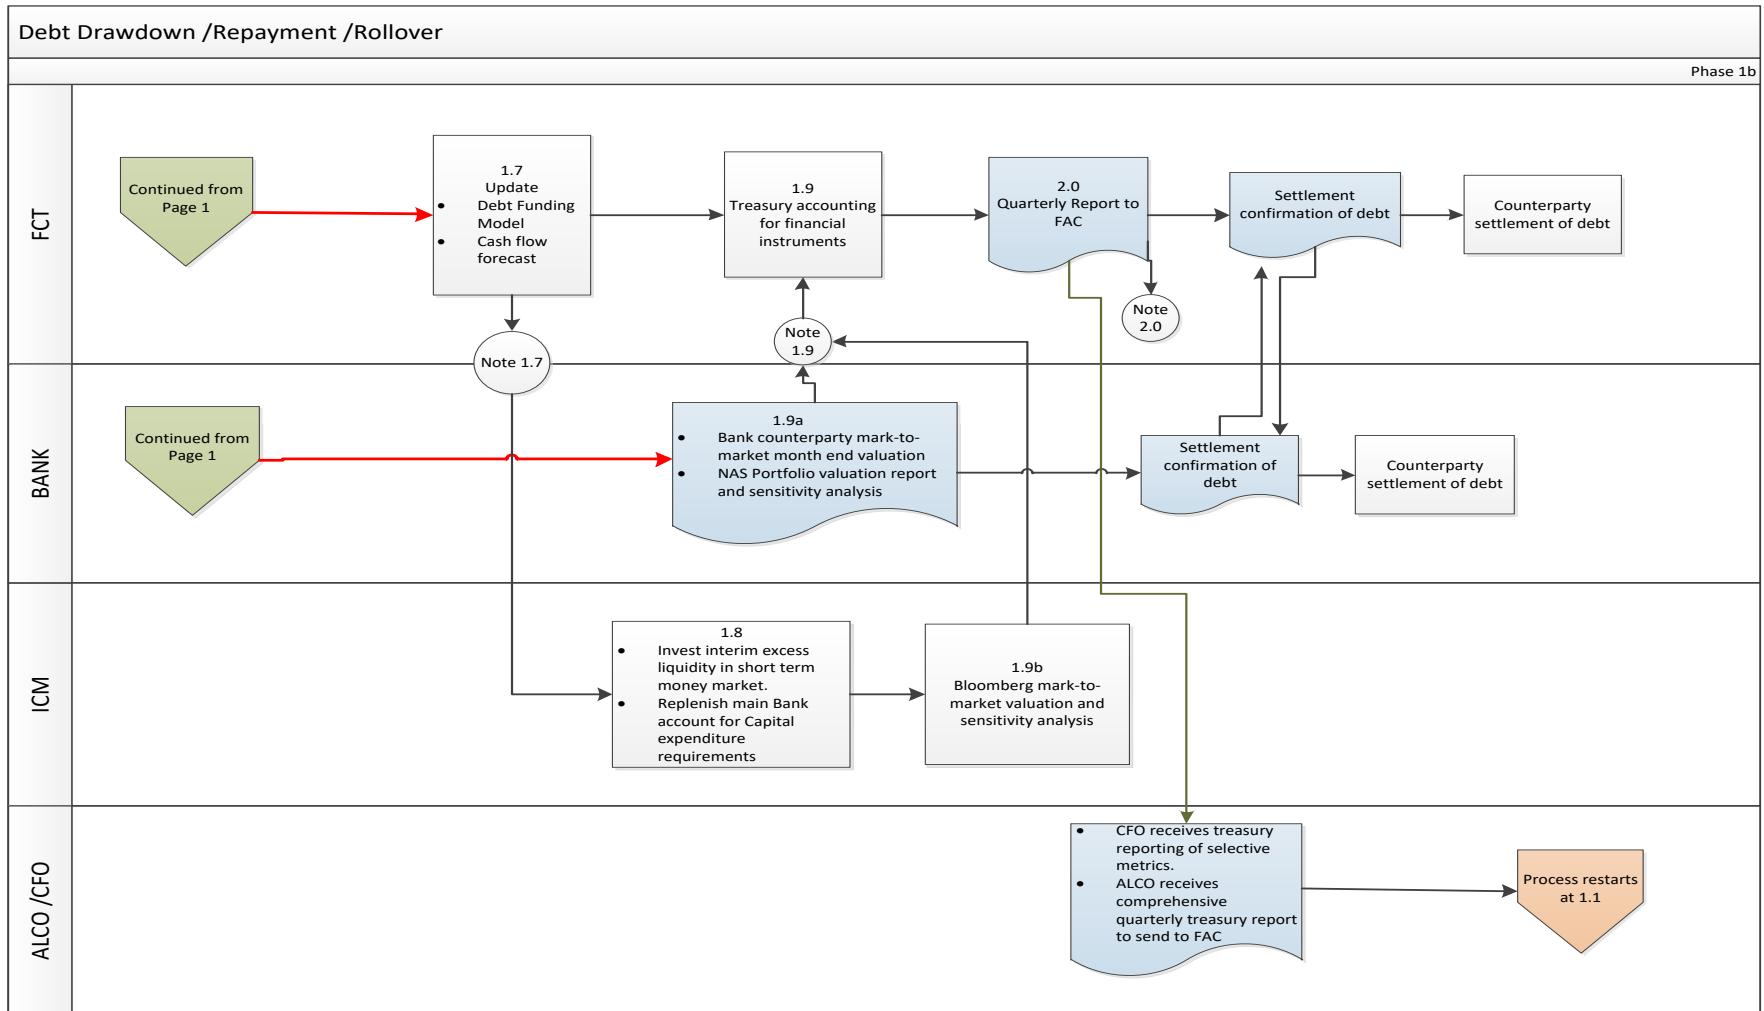 Debt Drawdown /Repayment /Rollover
Phase 1b
FCT
Continued from
Page 1
1.7
Update
• Debt Funding
Model
• Cash flow
forecast
1.9
Treasury accounting
for financial
instruments
2.0
Quarterly Report to
FAC
Settlement
confirmation of debt
Counterparty
settlement of debt
Note
2.0
Note
1.9
Note 1.7
BANK
Continued from
Page 1
1.9a
• Bank counterparty mark-to-
market month end valuation
• NAS Portfolio valuation report
and sensitivity analysis
Settlement
confirmation of
debt
Counterparty
settlement of debt
ICM
1.8
• Invest interim excess
liquidity in short term
money market.
• Replenish main Bank
account for Capital
expenditure
requirements
1.9b
Bloomberg mark-to-
market valuation and
sensitivity analysis
ALCO /CFO
• CFO receives treasury
reporting of selective
metrics.
• ALCO receives
comprehensive
quarterly treasury report
to send to FAC
Process restarts
at 1.1